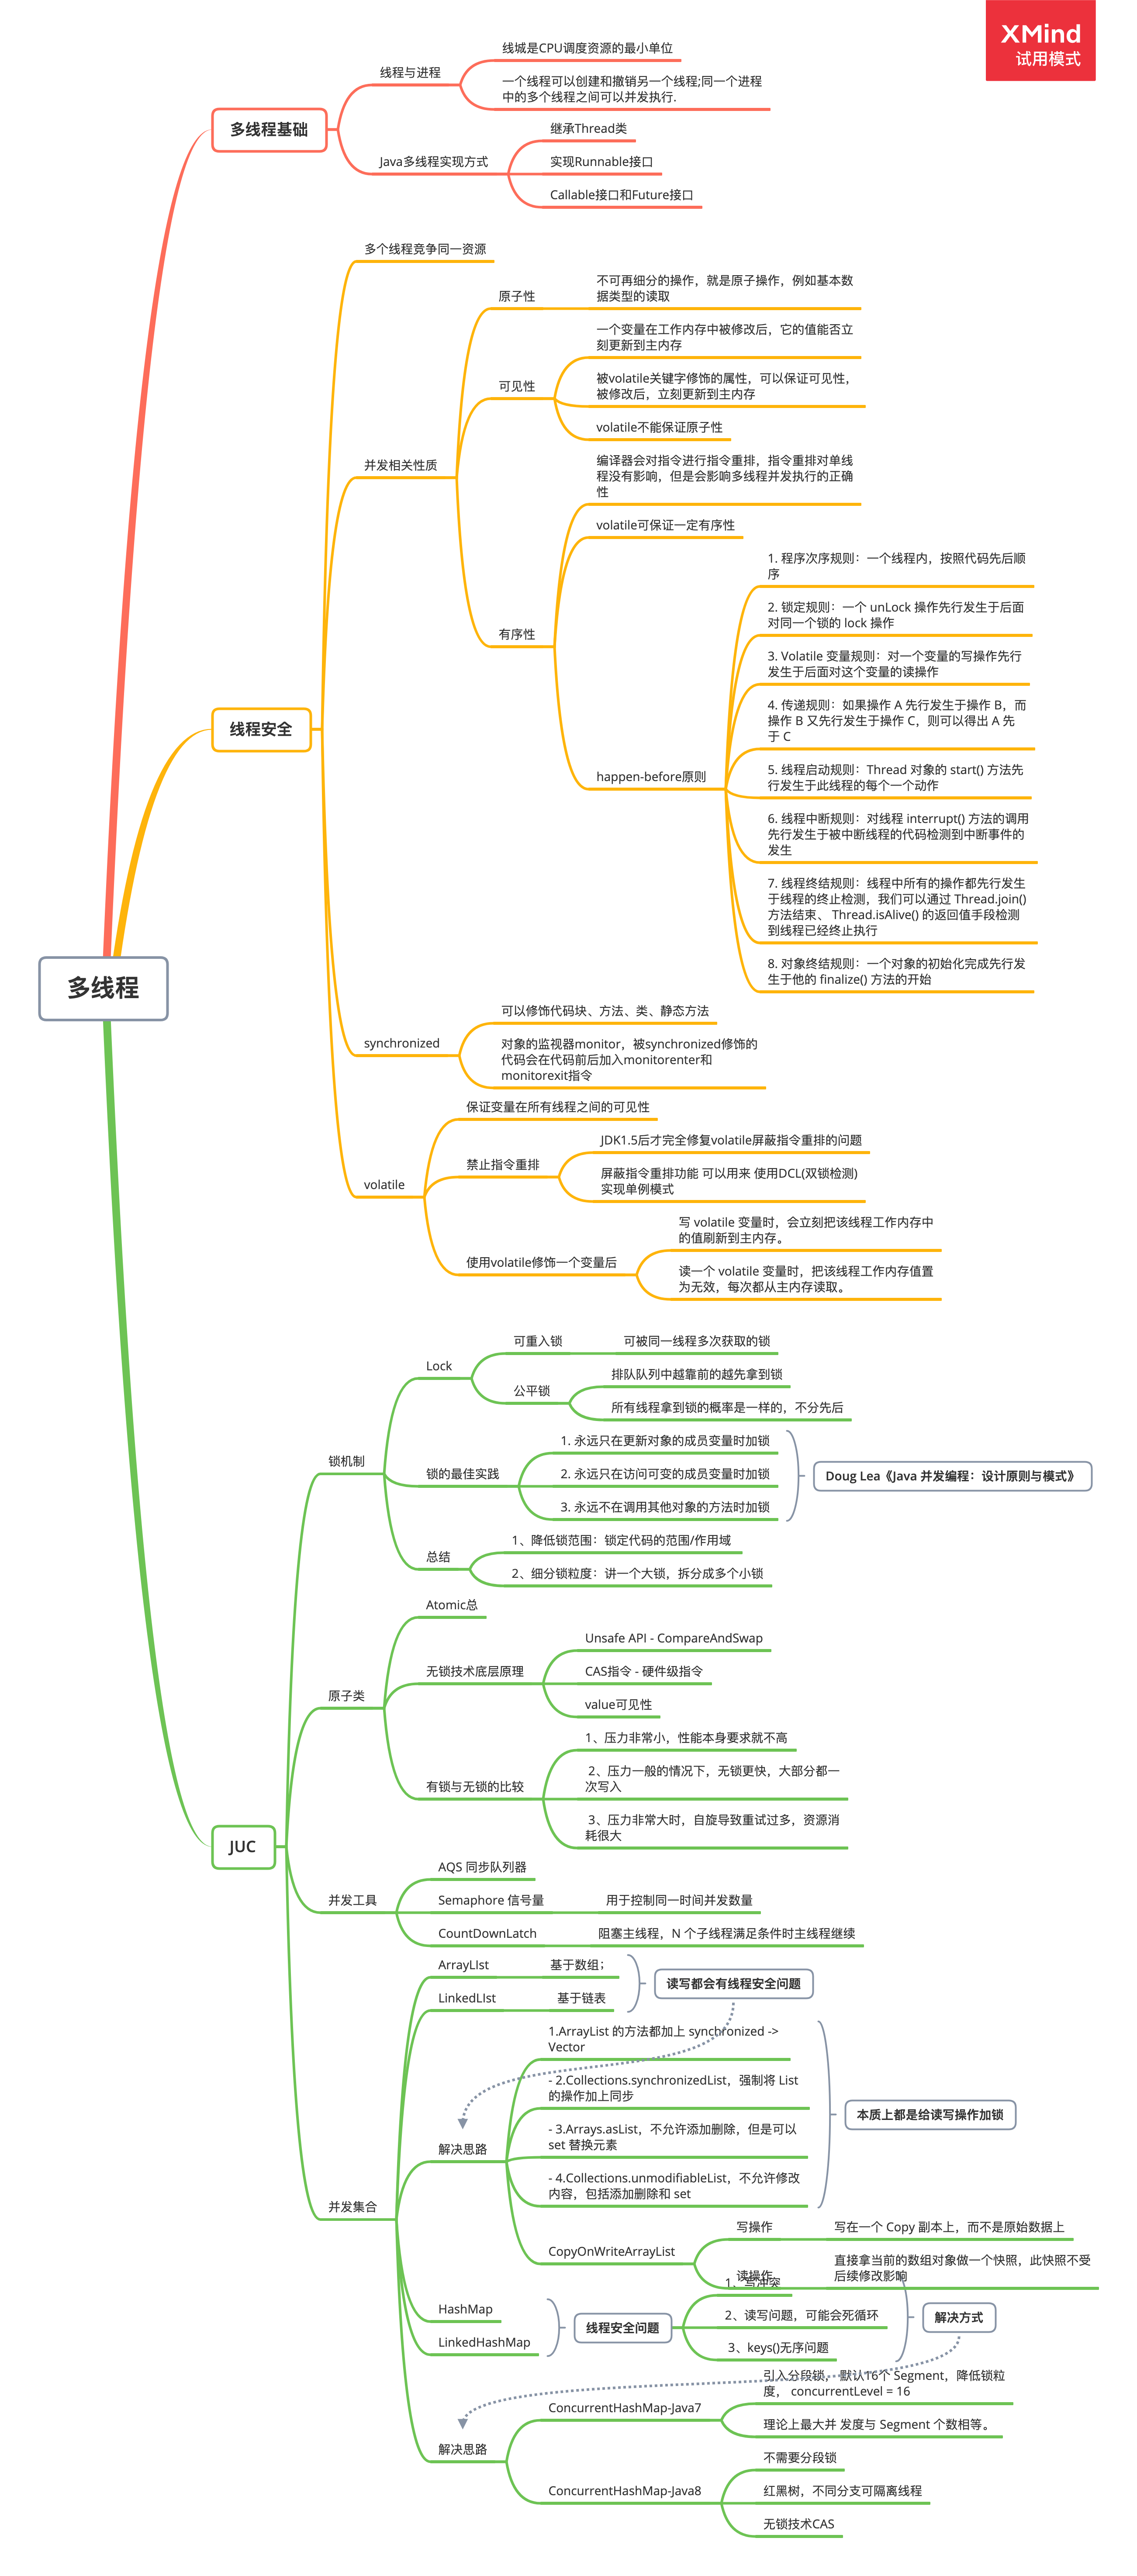 XMind
试用模式
多线程
多线程基础
线程与进程
线城是CPU调度资源的最小单位
一个线程可以创建和撤销另一个线程;同一个进程
中的多个线程之间可以并发执行.
Java多线程实现方式
继承Thread类
实现Runnable接口
Callable接口和Future接口
线程安全
多个线程竞争同一资源
并发相关性质
原子性
不可再细分的操作，就是原子操作，例如基本数
据类型的读取
可见性
一个变量在工作内存中被修改后，它的值能否立
刻更新到主内存
被volatile关键字修饰的属性，可以保证可见性，
被修改后，立刻更新到主内存
volatile不能保证原子性
有序性
编译器会对指令进行指令重排，指令重排对单线
程没有影响，但是会影响多线程并发执行的正确
性
volatile可保证一定有序性
happen-before原则
1. 程序次序规则：一个线程内，按照代码先后顺
序
2. 锁定规则：一个 unLock 操作先行发生于后面
对同一个锁的 lock 操作
3. Volatile 变量规则：对一个变量的写操作先行
发生于后面对这个变量的读操作
4. 传递规则：如果操作 A 先行发生于操作 B，而
操作 B 又先行发生于操作 C，则可以得出 A 先
于 C
5. 线程启动规则：Thread 对象的 start() 方法先
行发生于此线程的每个一个动作
6. 线程中断规则：对线程 interrupt() 方法的调用
先行发生于被中断线程的代码检测到中断事件的
发生
7. 线程终结规则：线程中所有的操作都先行发生
于线程的终止检测，我们可以通过 Thread.join()
方法结束、 Thread.isAlive() 的返回值手段检测
到线程已经终止执行
8. 对象终结规则：一个对象的初始化完成先行发
生于他的 finalize() 方法的开始
synchronized
可以修饰代码块、方法、类、静态方法
对象的监视器monitor，被synchronized修饰的
代码会在代码前后加入monitorenter和
monitorexit指令
volatile
保证变量在所有线程之间的可见性
禁止指令重排
JDK1.5后才完全修复volatile屏蔽指令重排的问题
屏蔽指令重排功能 可以用来 使用DCL(双锁检测)
实现单例模式
使用volatile修饰一个变量后
写 volatile 变量时，会立刻把该线程工作内存中
的值刷新到主内存。
读一个 volatile 变量时，把该线程工作内存值置
为无效，每次都从主内存读取。
JUC
锁机制
Lock
可重入锁
可被同一线程多次获取的锁
公平锁
排队队列中越靠前的越先拿到锁
所有线程拿到锁的概率是一样的，不分先后
锁的最佳实践
1. 永远只在更新对象的成员变量时加锁
2. 永远只在访问可变的成员变量时加锁
3. 永远不在调用其他对象的方法时加锁
Doug Lea《Java 并发编程：设计原则与模式》
总结
1、降低锁范围：锁定代码的范围/作用域
2、细分锁粒度：讲一个大锁，拆分成多个小锁
原子类
Atomic总
无锁技术底层原理
Unsafe API - CompareAndSwap
CAS指令 - 硬件级指令
value可见性
有锁与无锁的比较
1、压力非常小，性能本身要求就不高
2、压力一般的情况下，无锁更快，大部分都一
次写入
3、压力非常大时，自旋导致重试过多，资源消
耗很大
并发工具
AQS 同步队列器
Semaphore 信号量
用于控制同一时间并发数量
CountDownLatch
阻塞主线程，N 个子线程满足条件时主线程继续
并发集合
ArrayLIst
基于数组；
LinkedLIst
基于链表
读写都会有线程安全问题
解决思路
1.ArrayList 的方法都加上 synchronized ->
Vector
- 2.Collections.synchronizedList，强制将 List
的操作加上同步
- 3.Arrays.asList，不允许添加删除，但是可以
set 替换元素
- 4.Collections.unmodifiableList，不允许修改
内容，包括添加删除和 set
本质上都是给读写操作加锁
CopyOnWriteArrayList
写操作
写在一个 Copy 副本上，而不是原始数据上
读操作
直接拿当前的数组对象做一个快照，此快照不受
后续修改影响
HashMap
LinkedHashMap
线程安全问题
1、写冲突
2、读写问题，可能会死循环
3、keys()无序问题
解决方式
解决思路
ConcurrentHashMap-Java7
引入分段锁， 默认16个 Segment，降低锁粒
度， concurrentLevel = 16
理论上最大并 发度与 Segment 个数相等。
ConcurrentHashMap-Java8
不需要分段锁
红黑树，不同分支可隔离线程
无锁技术CAS